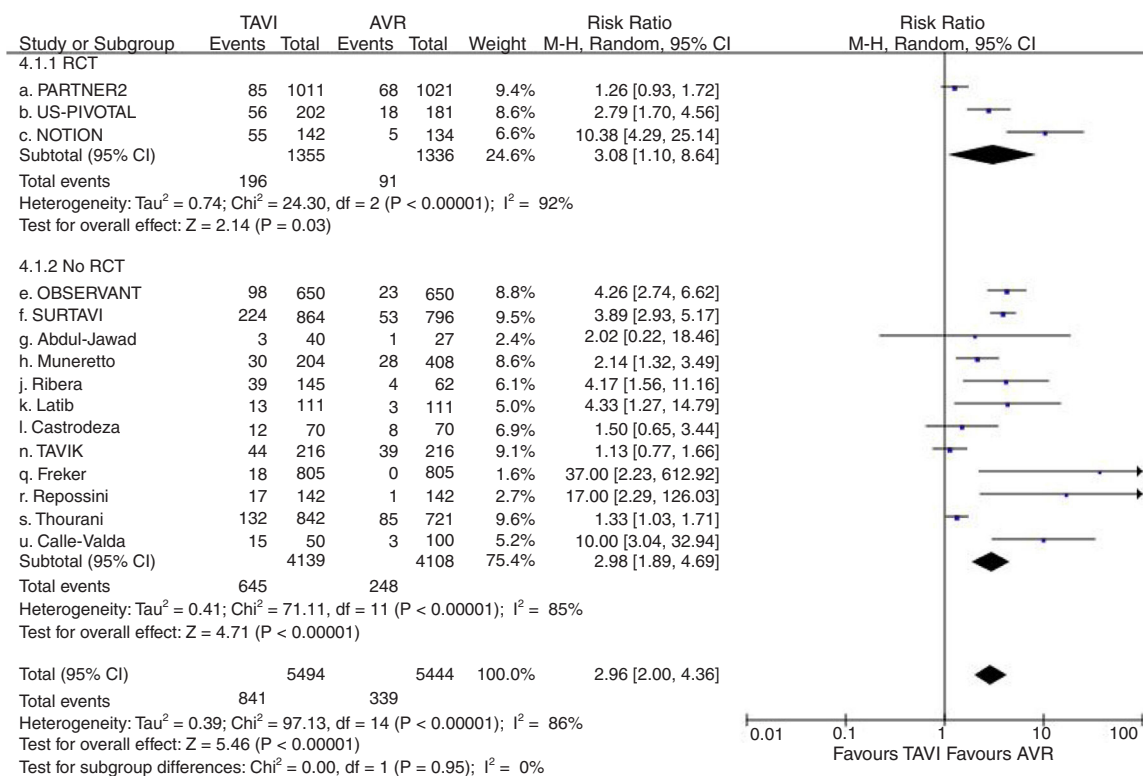 TAVI AVR Risk Ratio Risk Ratio
Study or Subgroup Events Total Events Total Weight M-H, Random, 95% CI M-H, Random, 95% CI
4.1.1 RCT
a. PARTNER2 85 1011 68 1021 9.4% 1.26 [0.93, 1.72]
b. US-PIVOTAL 56 202 18 181 8.6% 2.79 [1.70, 4.56]
c. NOTION 55 142 5 134 6.6% 10.38 [4.29, 25.14]
Subtotal (95% CI) 1355 1336 24.6% 3.08 [1.10, 8.64]
Total events 196 91
Heterogeneity: Tau² = 0.74; Chi² = 24.30, df = 2 (P < 0.00001); I² = 92%
Test for overall effect: Z = 2.14 (P = 0.03)
4.1.2 No RCT
e. OBSERVANT 98 650 23 650 8.8% 4.26 [2.74, 6.62]
f. SURTAVI 224 864 53 796 9.5% 3.89 [2.93, 5.17]
g. Abdul-Jawad 3 40 1 27 2.4% 2.02 [0.22, 18.46]
h. Muneretto 30 204 28 408 8.6% 2.14 [1.32, 3.49]
j. Ribera 39 145 4 62 6.1% 4.17 [1.56, 11.16]
k. Latib 13 111 3 111 5.0% 4.33 [1.27, 14.79]
l. Castrodeza 12 70 8 70 6.9% 1.50 [0.65, 3.44]
n. TAVIK 44 216 39 216 9.1% 1.13 [0.77, 1.66]
q. Freker 18 805 0 805 1.6% 37.00 [2.23, 612.92]
r. Repossini 17 142 1 142 2.7% 17.00 [2.29, 126.03]
s. Thourani 132 842 85 721 9.6% 1.33 [1.03, 1.71]
u. Calle-Valda 15 50 3 100 5.2% 10.00 [3.04, 32.94]
Subtotal (95% CI) 4139 4108 75.4% 2.98 [1.89, 4.69]
Total events 645 248
Heterogeneity: Tau² = 0.41; Chi² = 71.11, df = 11 (P < 0.00001); I² = 85%
Test for overall effect: Z = 4.71 (P < 0.00001)
Total (95% CI) 5494 5444 100.0% 2.96 [2.00, 4.36]
Total events 841 339
Heterogeneity: Tau² = 0.39; Chi² = 97.13, df = 14 (P < 0.00001); I² = 86%
Test for overall effect: Z = 5.46 (P < 0.00001)
Test for subgroup differences: Chi² = 0.00, df = 1 (P = 0.95); I² = 0%
0.01 0.1 1 10 100
Favours TAVI Favours AVR